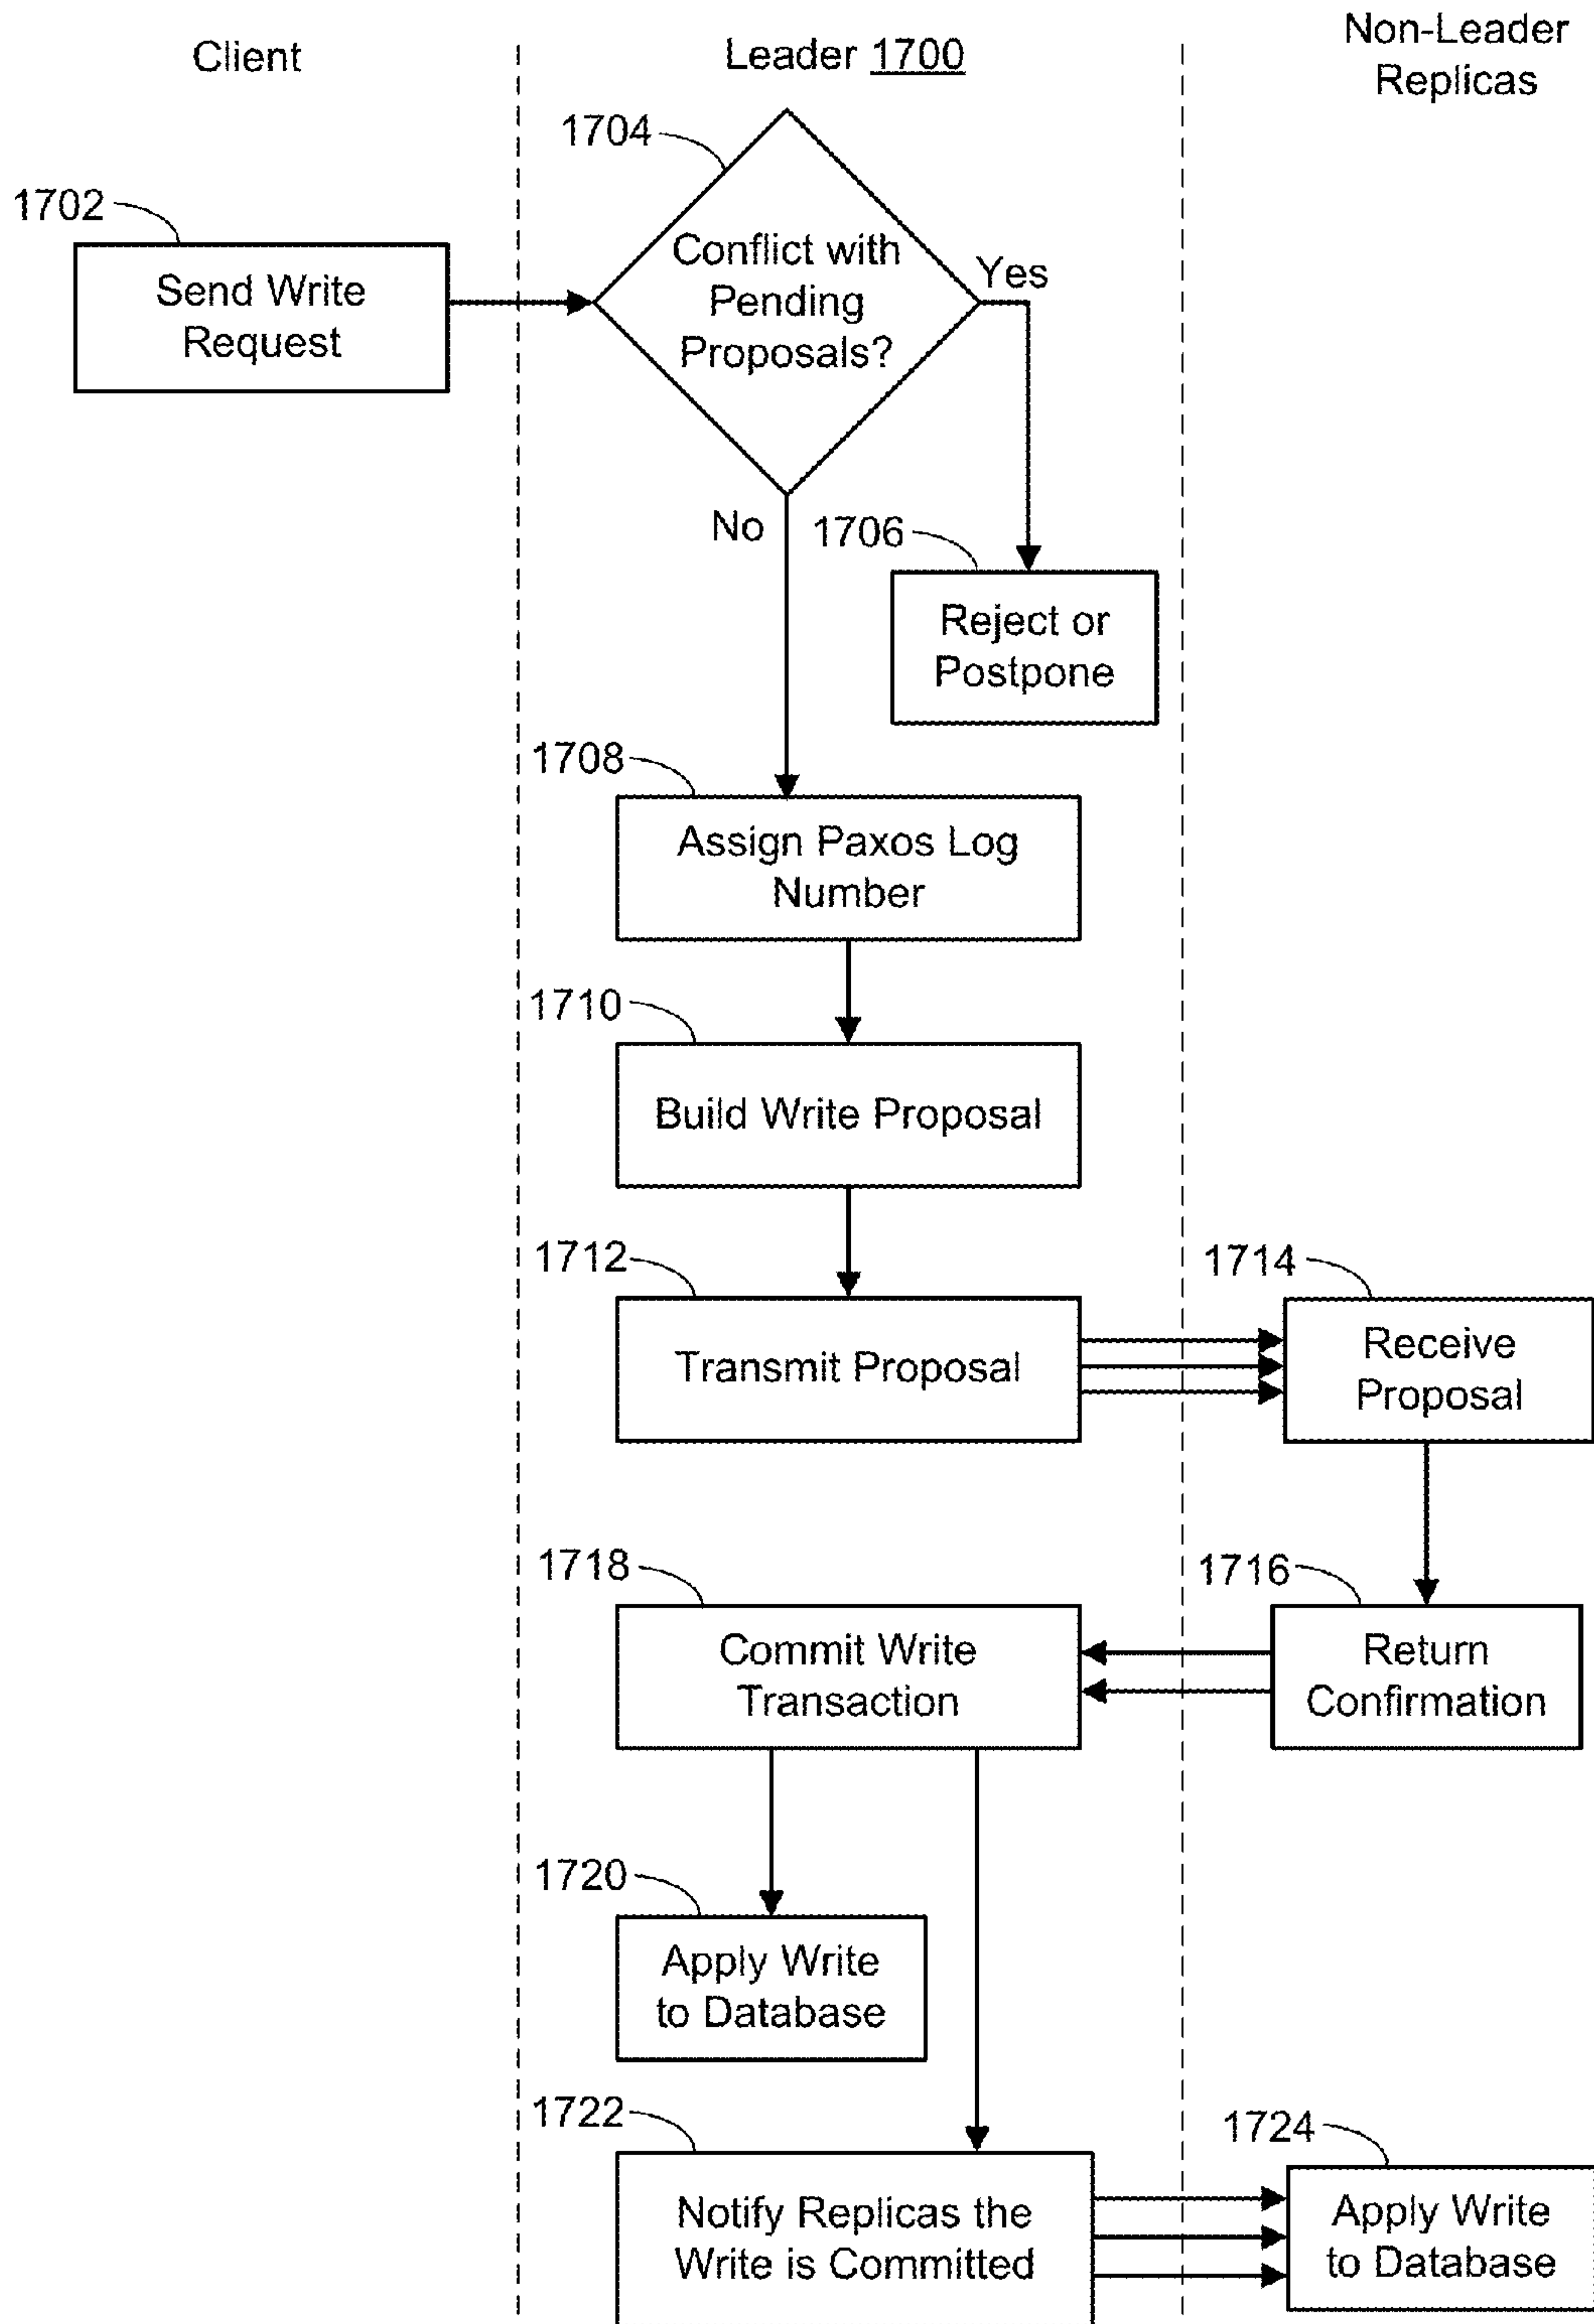 Client
Leader 1700
Non-Leader
Replicas
1704
1702
Send Write
Request
Conflict with
Pending
Proposals?
Yes
No
1706
Reject or
Postpone
1708
Assign Paxos Log
Number
1710
Build Write Proposal
1712
Transmit Proposal
1714
Receive
Proposal
1718
Commit Write
Transaction
1716
Return
Confirmation
1720
Apply Write
to Database
1722
Notify Replicas the
Write is Committed
1724
Apply Write
to Database